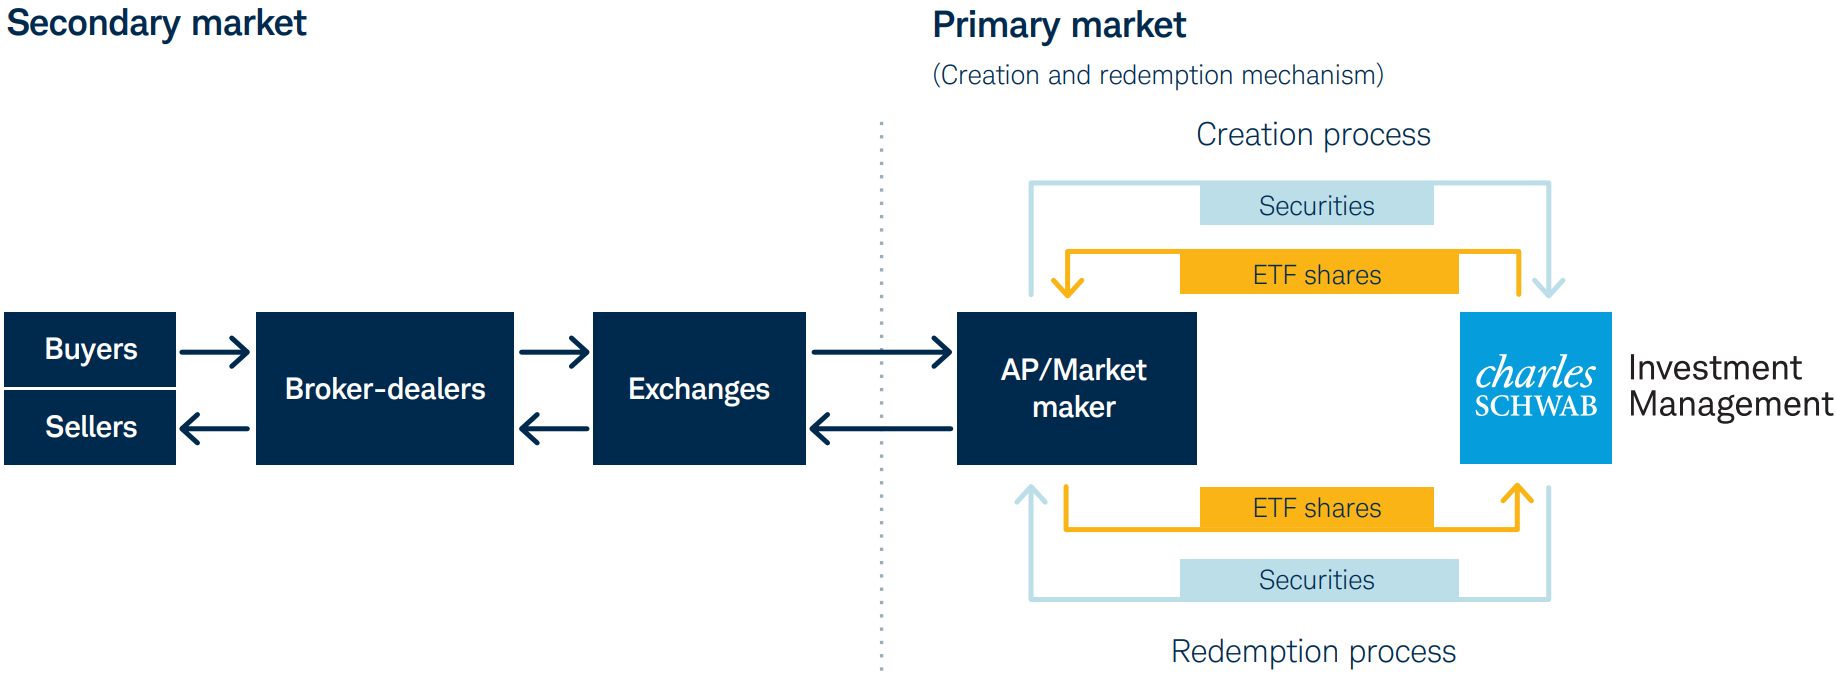 Secondary market
Primary market
(Creation and redemption mechanism)
Creation process
Securities
ETF shares
Buyers
Sellers
Broker-dealers
Exchanges
AP/Market
maker
charles
SCHWAB
Investment
Management
ETF shares
Securities
Redemption process